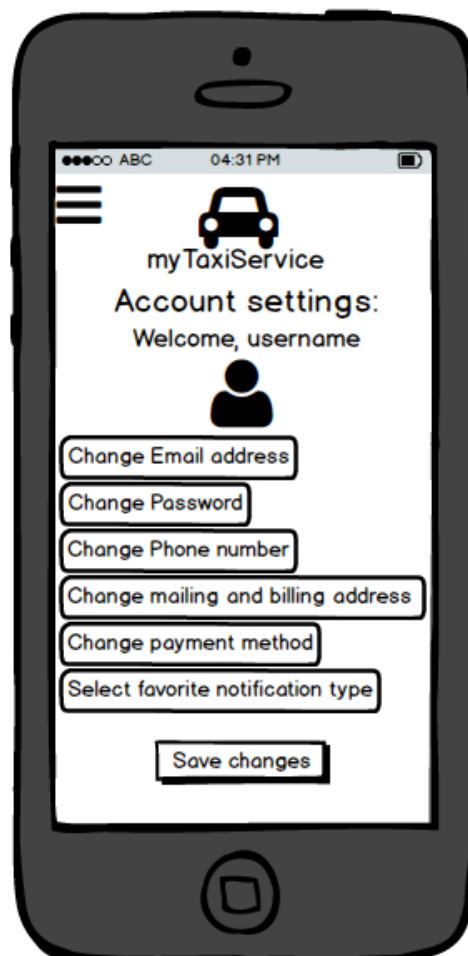 ABC 04:31 PM
myTaxiService
Account settings:
Welcome, username
Change Email address
Change Password
Change Phone number
Change mailing and billing address
Change payment method
Select favorite notification type
Save changes